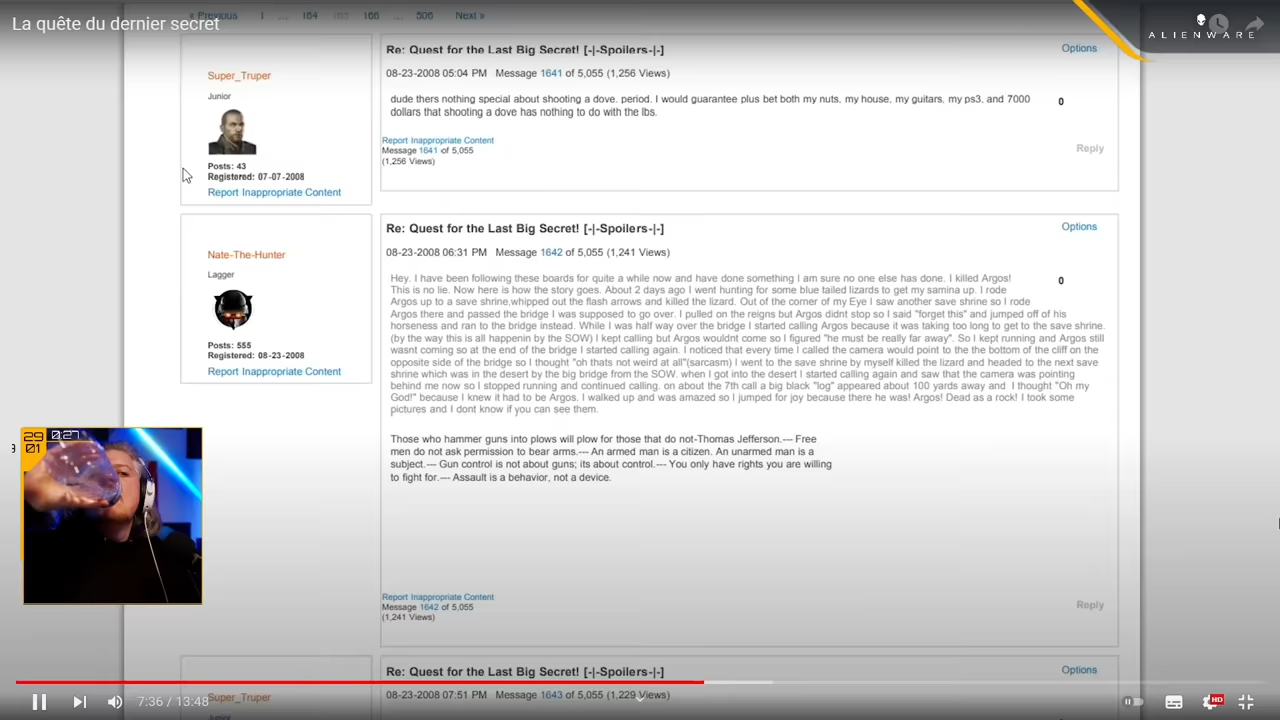 La quête du dernier secret
« Previous 1 ... 164 165 166 ... 506 Next »
ALIENWARE
Super_Truper
Junior
Posts: 43
Registered: 07-07-2008
Report Inappropriate Content
Re: Quest for the Last Big Secret! [-|-Spoilers-|-]
Options
08-23-2008 05:04 PM Message 1641 of 5,055 (1,256 Views)
dude thers nothing special about shooting a dove. period. I would guarantee plus bet both my nuts, my house, my guitars, my ps3, and 7000
dollars that shooting a dove has nothing to do with the lbs.
0
Report Inappropriate Content
Message 1641 of 5,055
(1,256 Views)
Reply
Nate-The-Hunter
Lagger
Posts: 555
Registered: 08-23-2008
Report Inappropriate Content
Re: Quest for the Last Big Secret! [-|-Spoilers-|-]
Options
08-23-2008 06:31 PM Message 1642 of 5,055 (1,241 Views)
Hey. I have been following these boards for quite a while now and have done something I am sure no one else has done. I killed Argos!
This is no lie. Now here is how the story goes. About 2 days ago I went hunting for some blue tailed lizards to get my samina up. I rode
Argos up to a save shrine,whipped out the flash arrows and killed the lizard. Out of the corner of my Eye I saw another save shrine so I rode
Argos there and passed the bridge I was supposed to go over. I pulled on the reigns but Argos didnt stop so I said "forget this" and jumped off of his
horseness and ran to the bridge instead. While I was half way over the bridge I started calling Argos because it was taking too long to get to the save shrine.
(by the way this is all happenin by the SOW) I kept calling but Argos wouldnt come so I figured "he must be really far away". So I kept running and Argos still
wasnt coming so at the end of the bridge I started calling again. I noticed that every time I called the camera would point to the the bottom of the cliff on the
opposite side of the bridge so I thought "oh thats not weird at all"(sarcasm) I went to the save shrine by myself killed the lizard and headed to the next save
shrine which was in the desert by the big bridge from the SOW. when I got into the desert I started calling again and saw that the camera was pointing
behind me now so I stopped running and continued calling. on about the 7th call a big black "log" appeared about 100 yards away and I thought "Oh my
God!" because I knew it had to be Argos. I walked up and was amazed so I jumped for joy because there he was! Argos! Dead as a rock! I took some
pictures and I dont know if you can see them.
0
Those who hammer guns into plows will plow for those that do not-Thomas Jefferson.--- Free
men do not ask permission to bear arms.--- An armed man is a citizen. An unarmed man is a
subject.--- Gun control is not about guns; its about control.--- You only have rights you are willing
to fight for.--- Assault is a behavior, not a device.
Report Inappropriate Content
Message 1642 of 5,055
(1,241 Views)
Reply
29
01
0:27
Super_Truper
Re: Quest for the Last Big Secret! [-|-Spoilers-|-]
Options
08-23-2008 07:51 PM Message 1643 of 5,055 (1,229 Views)
7:36 / 13:48
HD